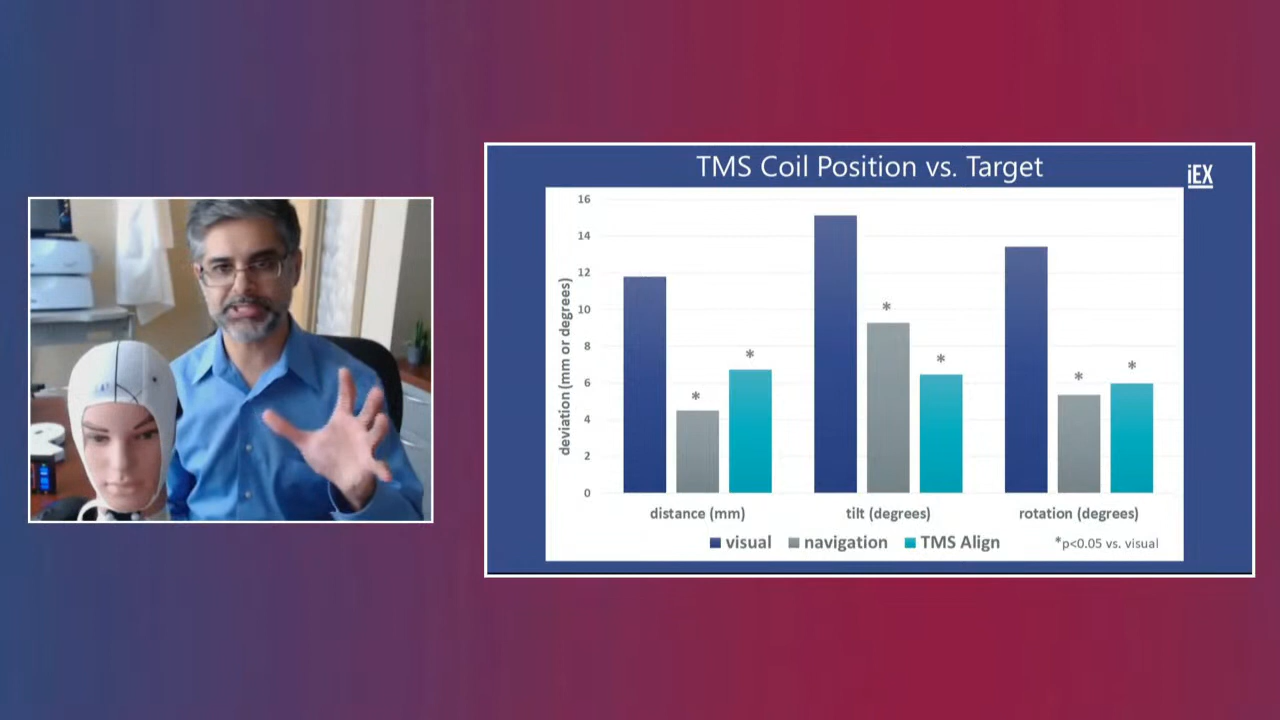 TMS Coil Position vs. Target
iEX
16
14
12
10
8
6
4
2
0
deviation (mm or degrees)
*
*
*
*
*
*
distance (mm)
tilt (degrees)
rotation (degrees)
visual
navigation
TMS Align
*p<0.05 vs. visual